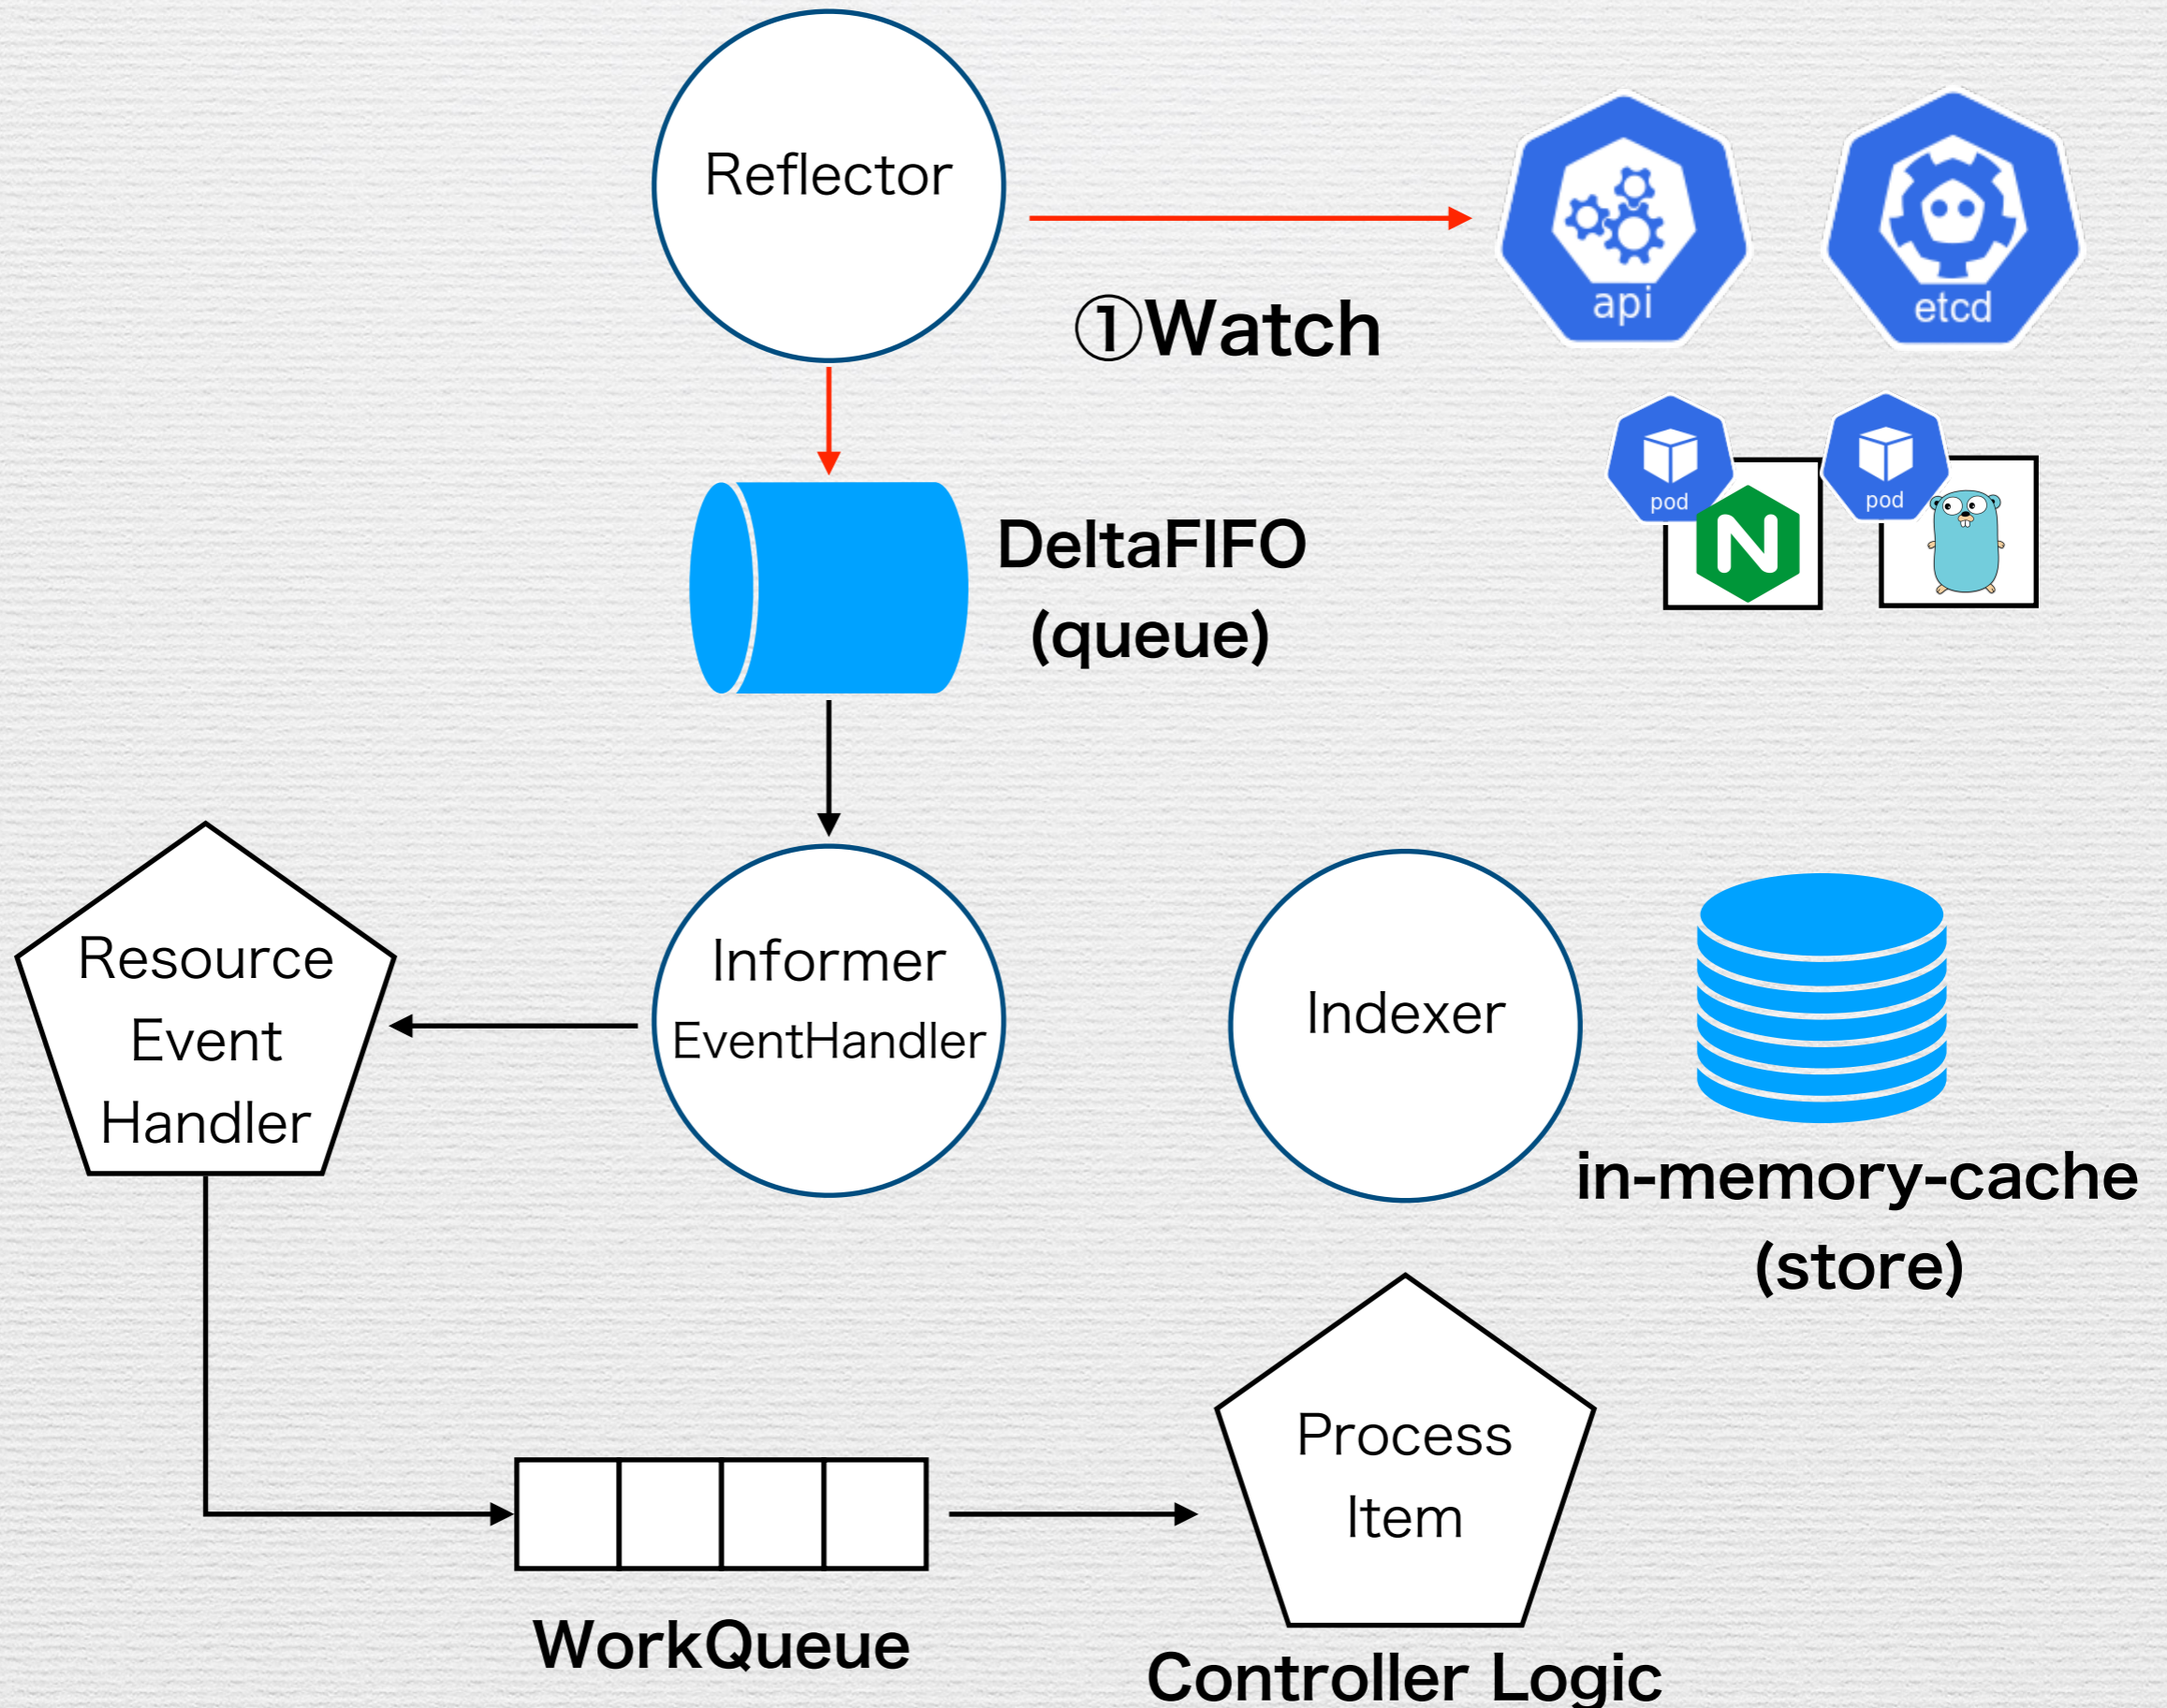 Reflector
①Watch
api
etcd
pod
pod
N
DeltaFIFO
(queue)
Resource
Event
Handler
Informer
EventHandler
Indexer
in-memory-cache
(store)
Process
Item
WorkQueue
Controller Logic